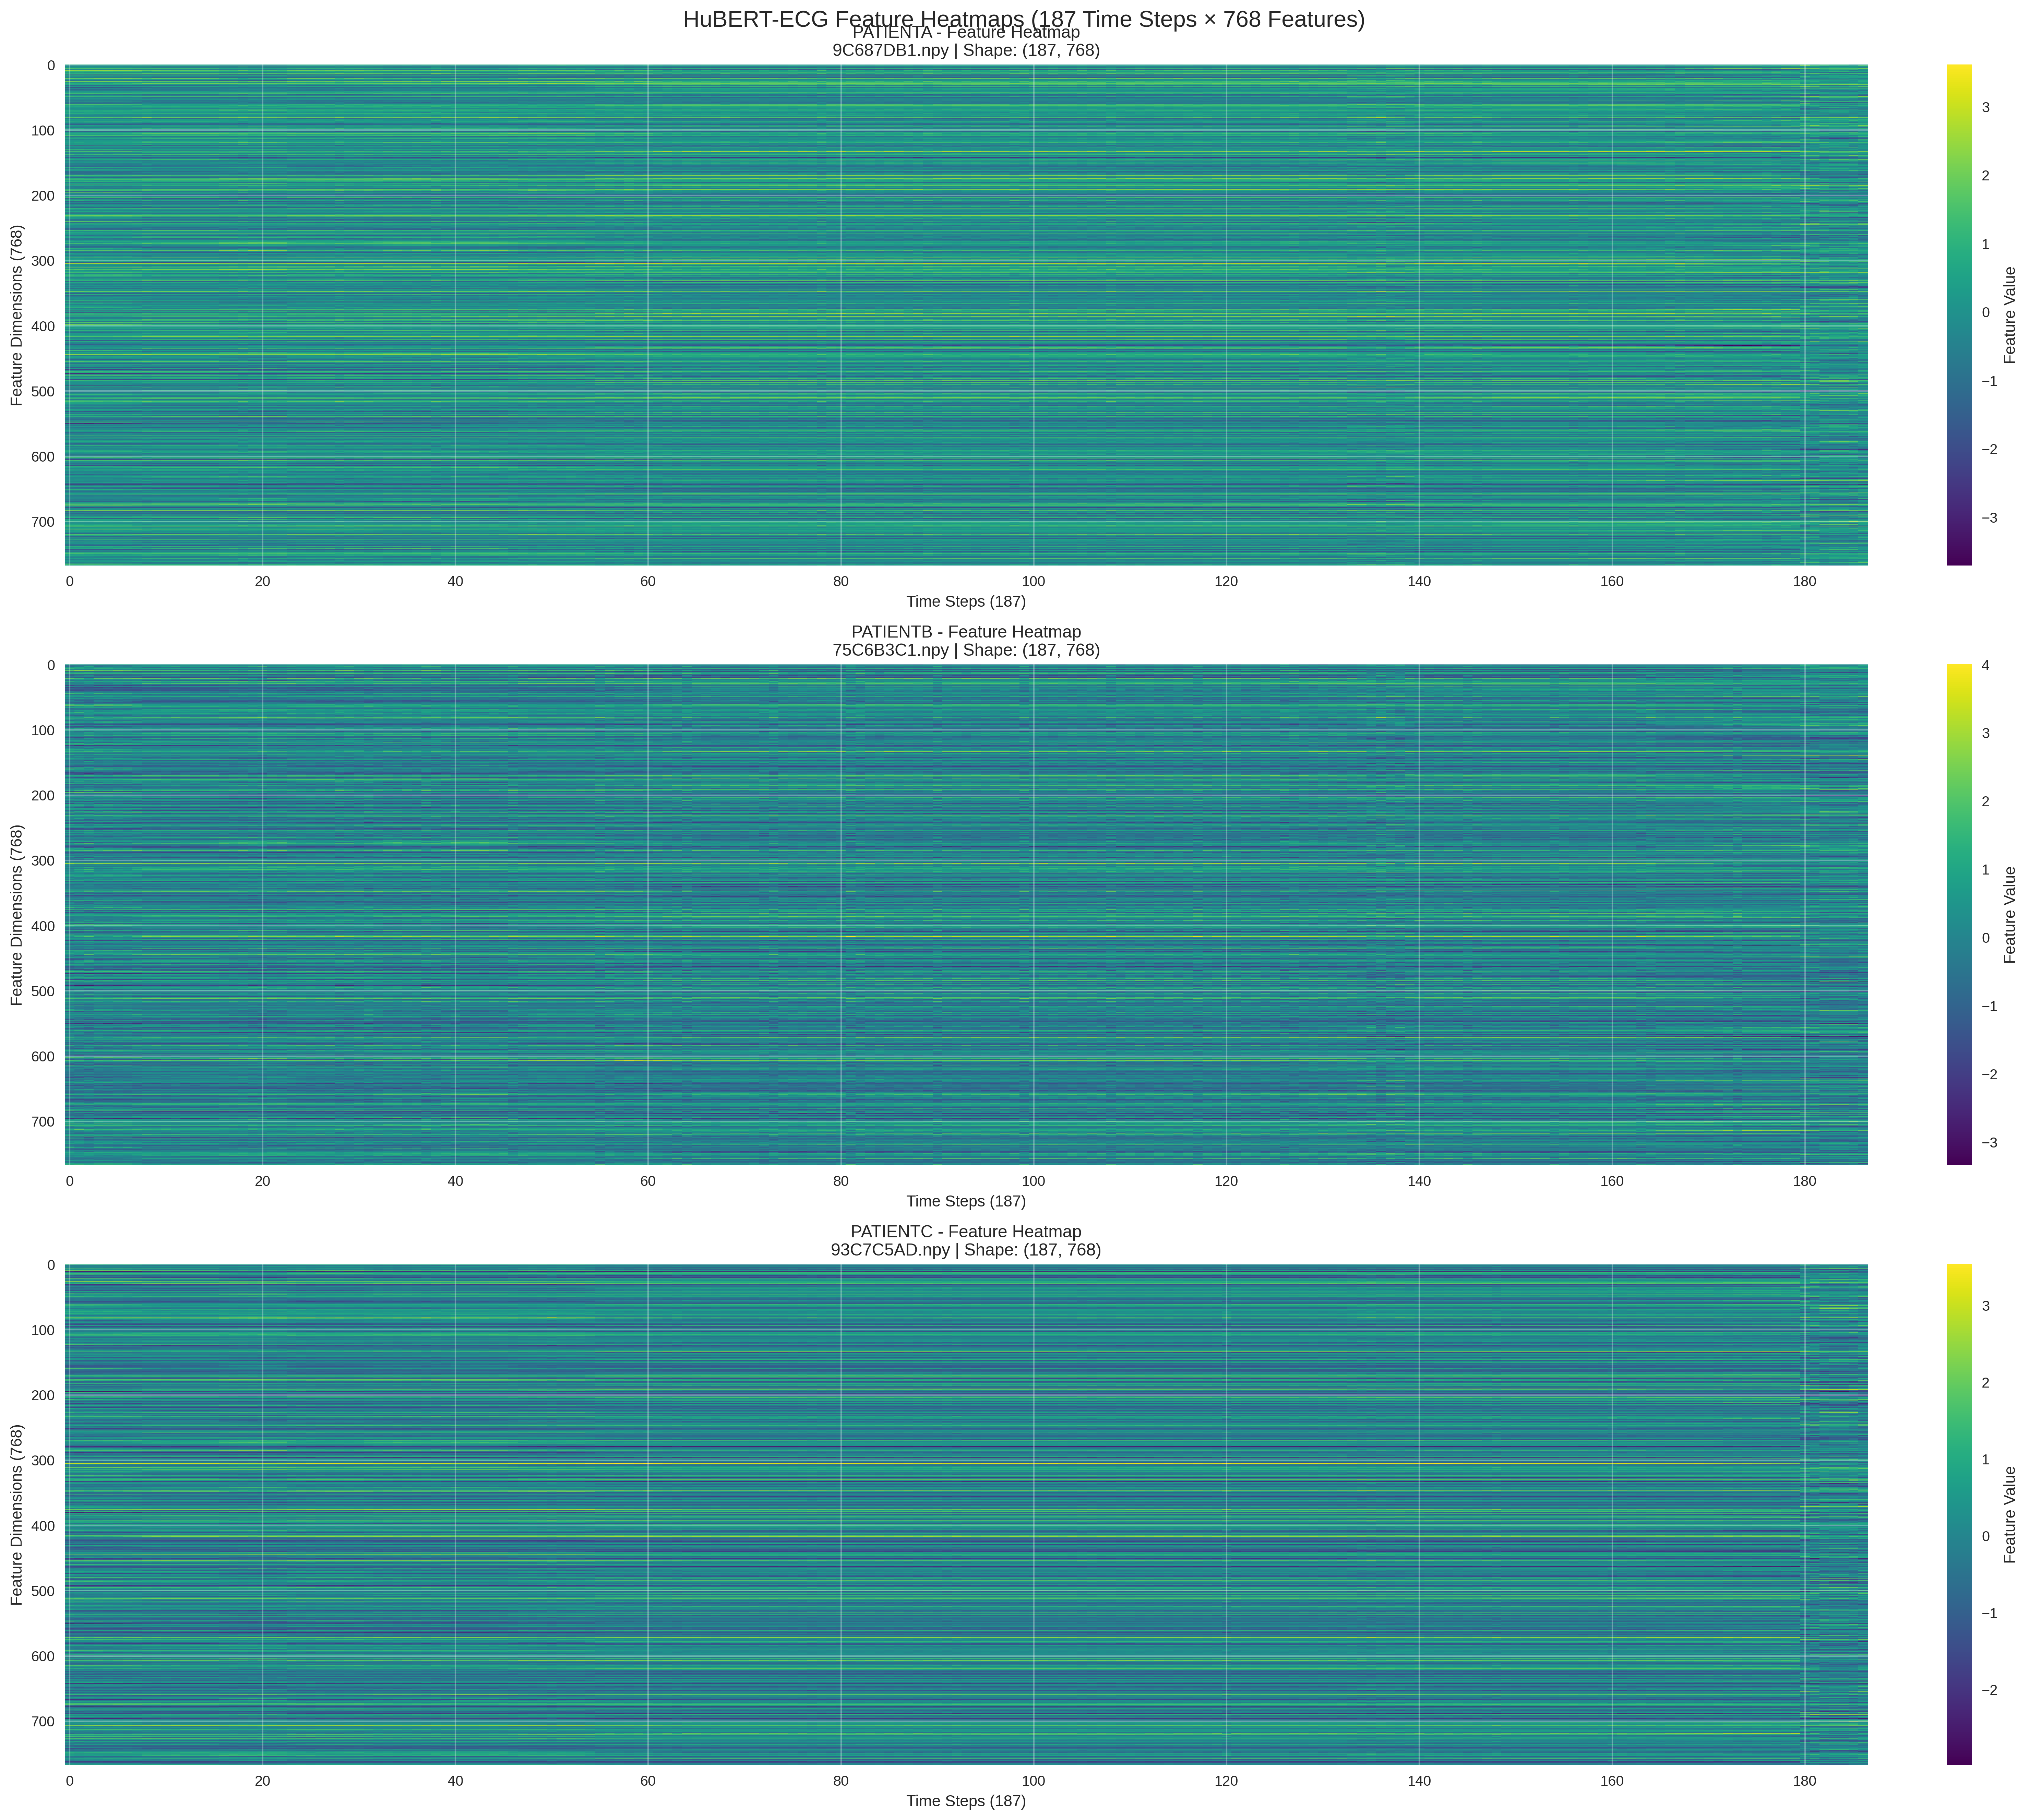 HuBERT-ECG Feature Heatmaps (187 Time Steps × 768 Features)
PATIENTA - Feature Heatmap
9C687DB1.npy | Shape: (187, 768)
0
100
200
300
400
500
600
700
Feature Dimensions (768)
0 20 40 60 80 100 120 140 160 180
Time Steps (187)
3
2
1
0
−1
−2
−3
Feature Value
PATIENTB - Feature Heatmap
75C6B3C1.npy | Shape: (187, 768)
0
100
200
300
400
500
600
700
Feature Dimensions (768)
0 20 40 60 80 100 120 140 160 180
Time Steps (187)
4
3
2
1
0
−1
−2
−3
Feature Value
PATIENTC - Feature Heatmap
93C7C5AD.npy | Shape: (187, 768)
0
100
200
300
400
500
600
700
Feature Dimensions (768)
0 20 40 60 80 100 120 140 160 180
Time Steps (187)
3
2
1
0
−1
−2
Feature Value